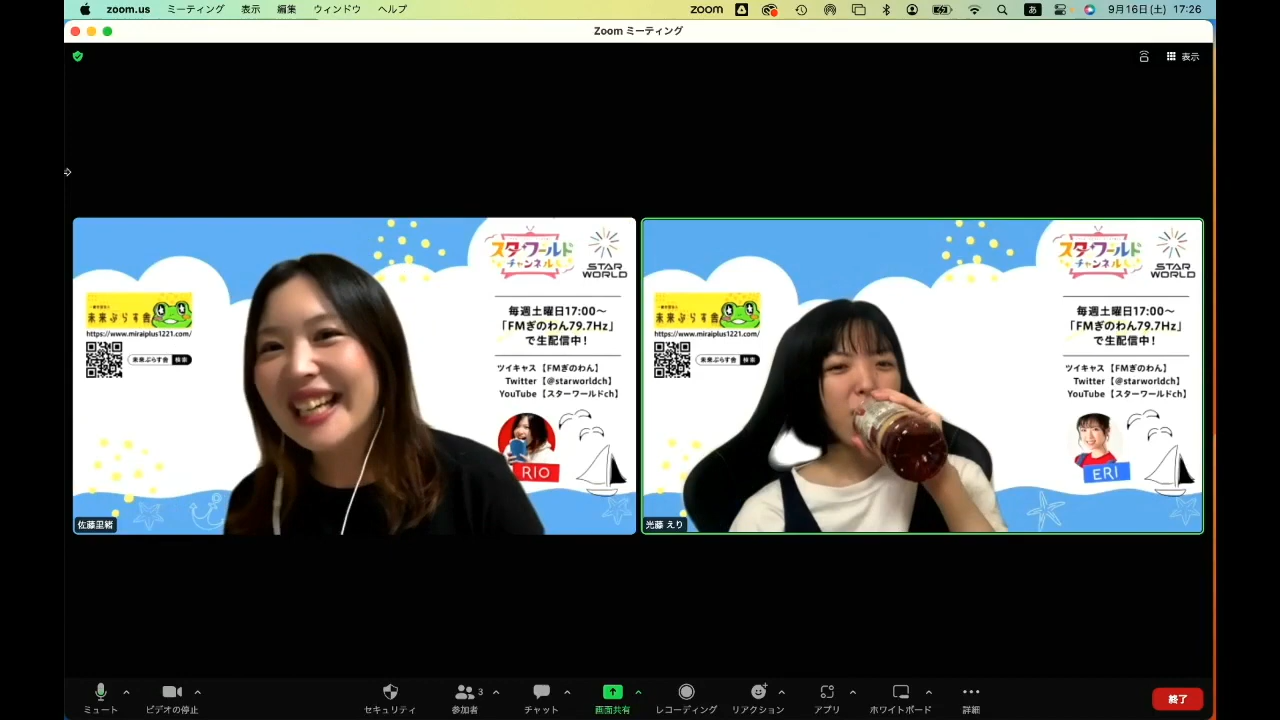 zoom.us ミーティング 表示 編集 ウィンドウ ヘルプ
zoom
あ
9月16日(土) 17:26
Zoom ミーティング
表示
スターワールド
チャンネル
STAR
WORLD
未来ぷらす舎
https://www.miraiplus1221.com/
未来ぷらす舎 検索
毎週土曜日17:00〜
「FMぎのわん79.7Hz」
で生配信中!
ツイキャス【FMぎのわん】
Twitter【@starworldch】
YouTube【スターワールドch】
RIO
佐藤里緒
スターワールド
チャンネル
STAR
WORLD
未来ぷらす舎
https://www.miraiplus1221.com/
未来ぷらす舎 検索
毎週土曜日17:00〜
「FMぎのわん79.7Hz」
で生配信中!
ツイキャス【FMぎのわん】
Twitter【@starworldch】
YouTube【スターワールドch】
ERI
光藤 えり
ミュート
ビデオの停止
セキュリティ
参加者
3
チャット
画面共有
レコーディング
リアクション
アプリ
ホワイトボード
詳細
終了